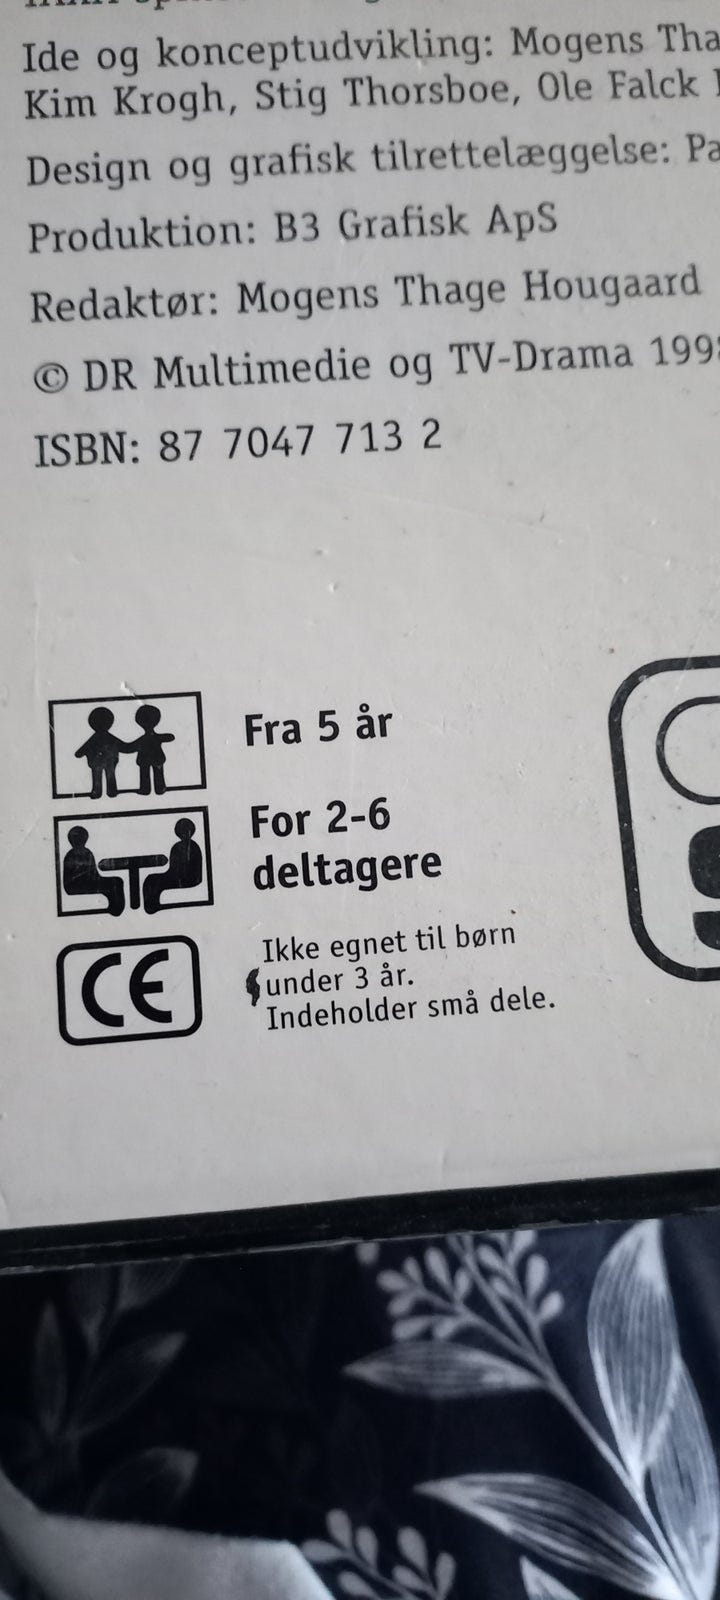 Ide og konceptudvikling: Mogens Tha
Kim Krogh, Stig Thorsboe, Ole Falck
Design og grafisk tilrettelæggelse: Pa
Produktion: B3 Grafisk ApS
Redaktør: Mogens Thage Hougaard
© DR Multimedie og TV-Drama 199
ISBN: 87 7047 713 2
Fra 5 år
For 2-6
deltagere
CE
Ikke egnet til børn
under 3 år.
Indeholder små dele.